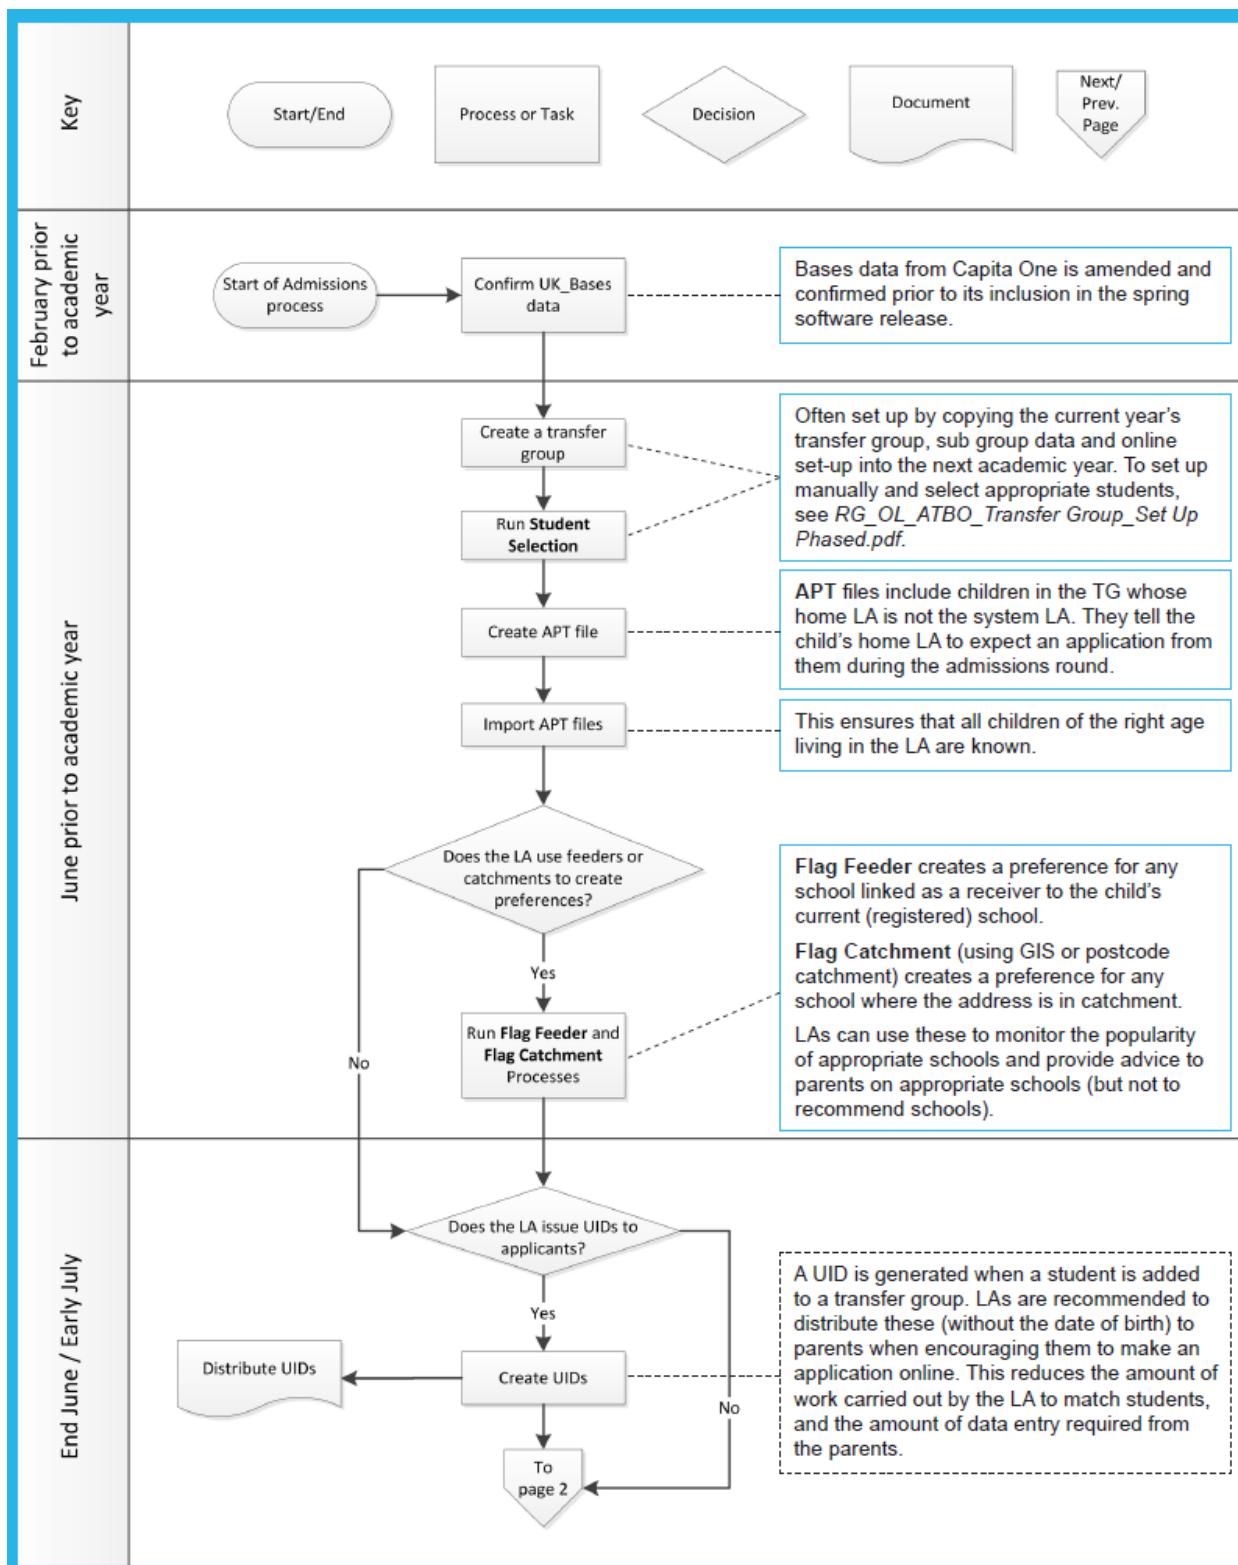 Key
Start/End
Process or Task
Decision
Document
Next/
Prev.
Page
February prior
to academic
year
Start of Admissions
process
Confirm UK_Bases
data
Bases data from Capita One is amended and
confirmed prior to its inclusion in the spring
software release.
June prior to academic year
Create a transfer
group
Run Student
Selection
Often set up by copying the current year's
transfer group, sub group data and online
set-up into the next academic year. To set up
manually and select appropriate students,
see RG_OL_ATBO_Transfer Group_Set Up
Phased.pdf.
Create APT file
APT files include children in the TG whose
home LA is not the system LA. They tell the
child's home LA to expect an application from
them during the admissions round.
Import APT files
This ensures that all children of the right age
living in the LA are known.
Does the LA use feeders or
catchments to create
preferences?
Yes
No
Run Flag Feeder and
Flag Catchment
Processes
Flag Feeder creates a preference for any
school linked as a receiver to the child's
current (registered) school.
Flag Catchment (using GIS or postcode
catchment) creates a preference for any
school where the address is in catchment.
LAs can use these to monitor the popularity
of appropriate schools and provide advice to
parents on appropriate schools (but not to
recommend schools).
End June / Early July
Does the LA issue UIDs to
applicants?
Yes
No
Distribute UIDs
Create UIDs
A UID is generated when a student is added
to a transfer group. LAs are recommended to
distribute these (without the date of birth) to
parents when encouraging them to make an
application online. This reduces the amount of
work carried out by the LA to match students,
and the amount of data entry required from
the parents.
To
page 2